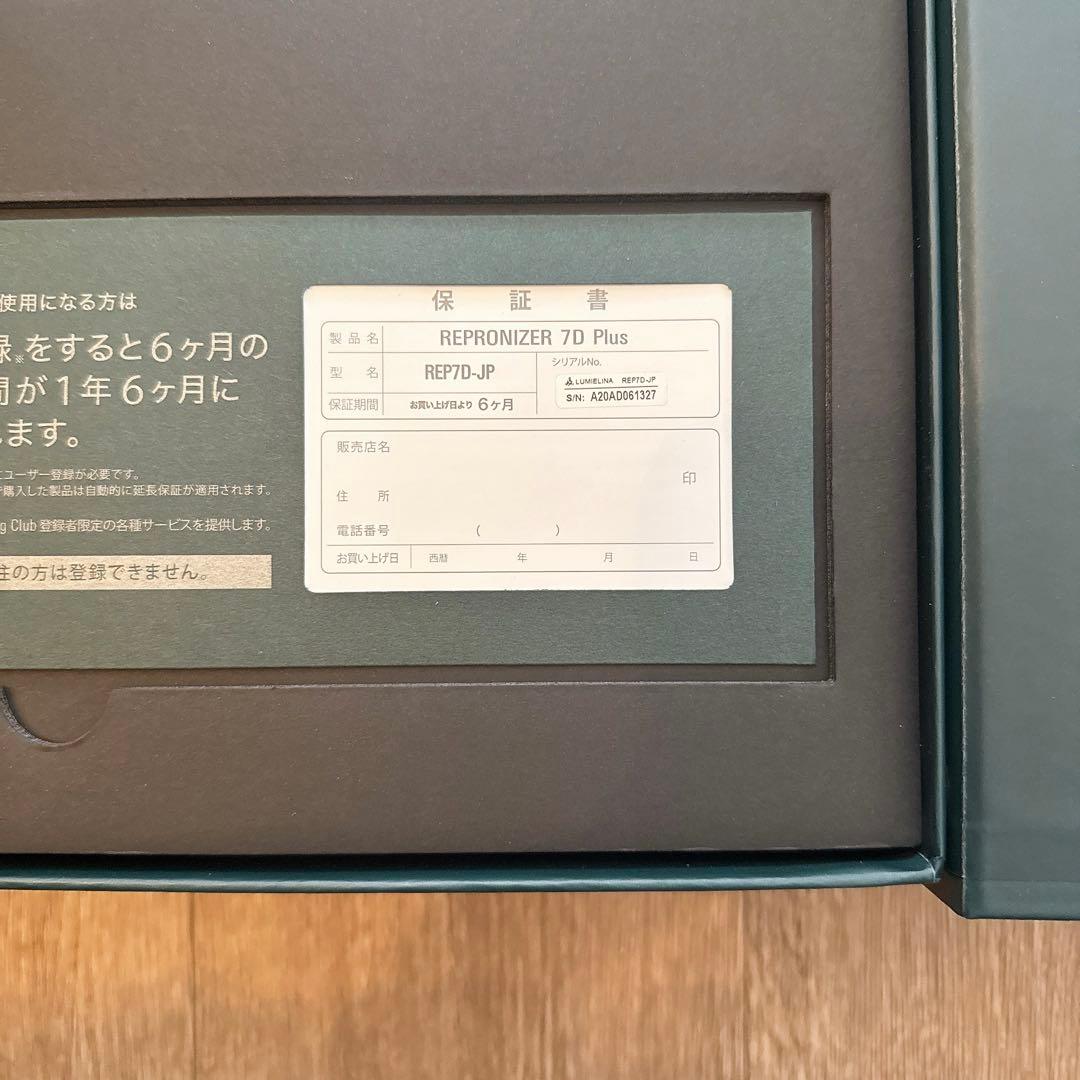 使用になる方は
録※をすると6ヶ月の
間が1年6ヶ月に
します。
ユーザー登録が必要です。
で購入した製品は自動的に延長保証が適用されます。
g Club 登録者限定の各種サービスを提供します。
住の方は登録できません。
保証書
製品名 REPRONIZER 7D Plus
型名 REP7D-JP
シリアルNo.
LUMIELINA REP7D-JP
S/N: A20AD061327
保証期間 お買い上げ日より 6ヶ月
販売店名
印
住所
電話番号 ( )
お買い上げ日 西暦 年 月 日